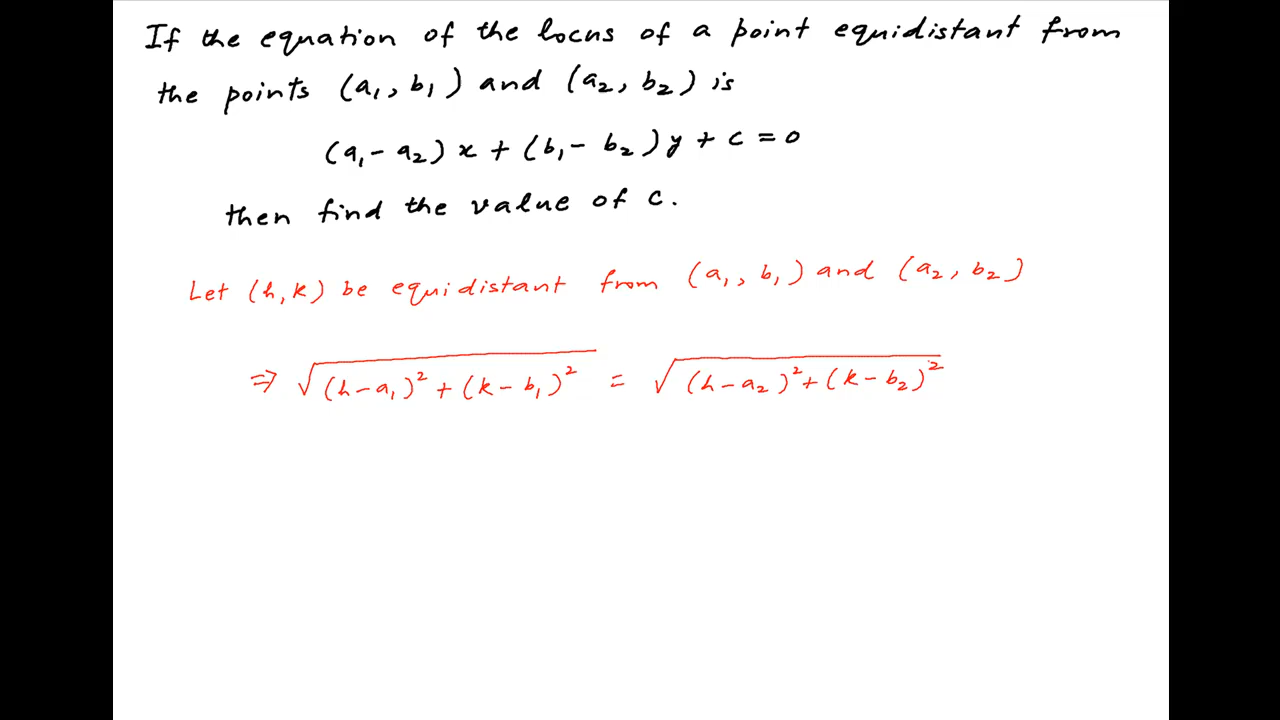 If the equation of the locus of a point equidistant from
the points (a₁, b₁) and (a₂, b₂) is
(a₁ - a₂) x + (b₁ - b₂) y + c = 0
then find the value of c.
Let (h, k) be equidistant from (a₁, b₁) and (a₂, b₂)
⇒ √((h-a₁)² + (k-b₁)²) = √((h-a₂)² + (k-b₂)²)